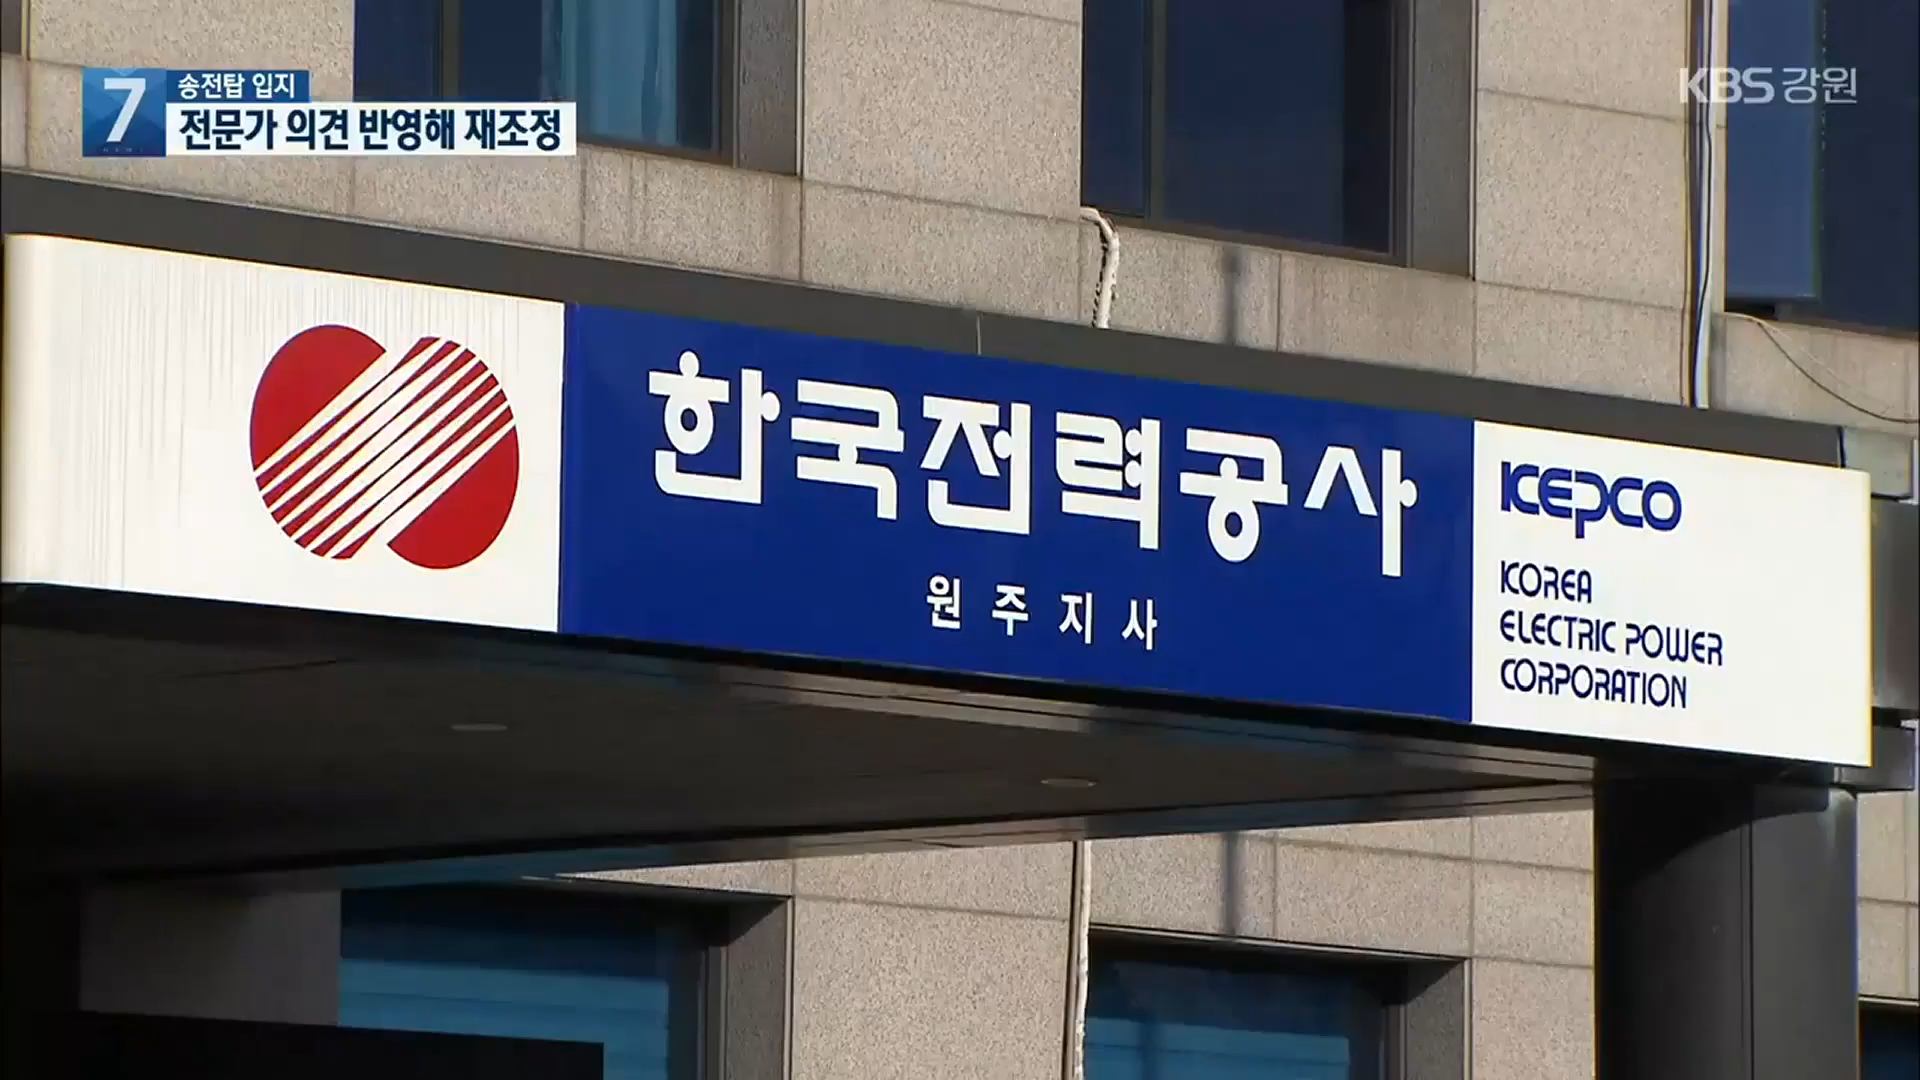 7
송전탑 입지
전문가 의견 반영해 재조정
KBS 강원
한국전력공사
원주지사
KEPCO
KOREA
ELECTRIC POWER
CORPORATION